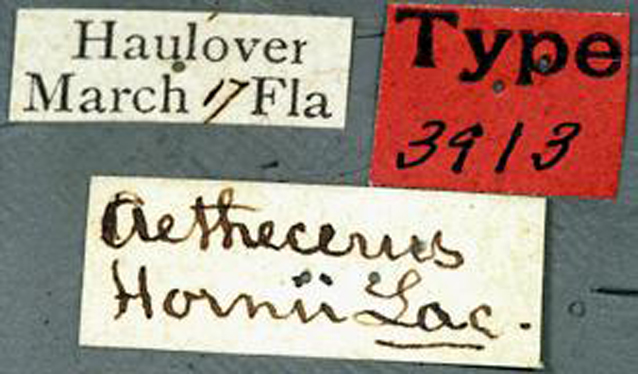 Haulover
March 17 Fla
Type
3913
Aethecerus
Hornii Lac.